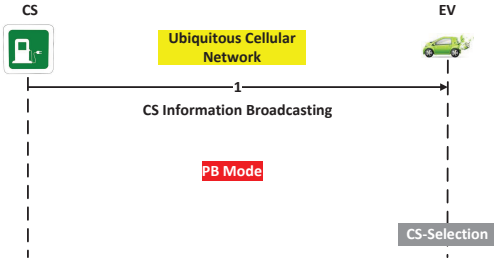 CS
EV
Ubiquitous Cellular
Network
1
CS Information Broadcasting
PB Mode
CS-Selection